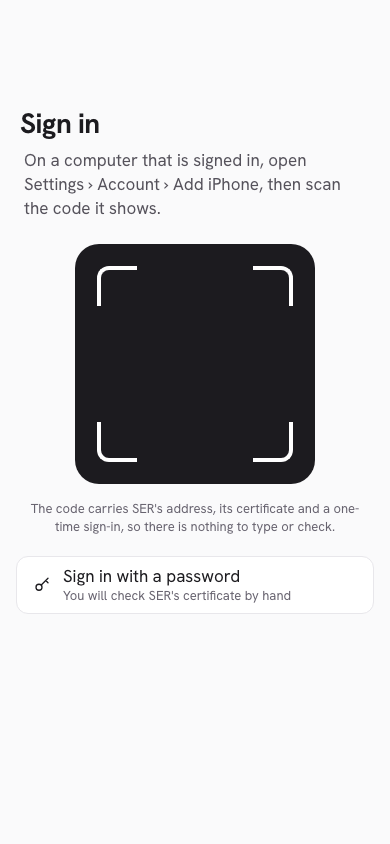 Sign in
On a computer that is signed in, open
Settings › Account › Add iPhone, then scan
the code it shows.
The code carries SER's address, its certificate and a one-
time sign-in, so there is nothing to type or check.
Sign in with a password
You will check SER's certificate by hand